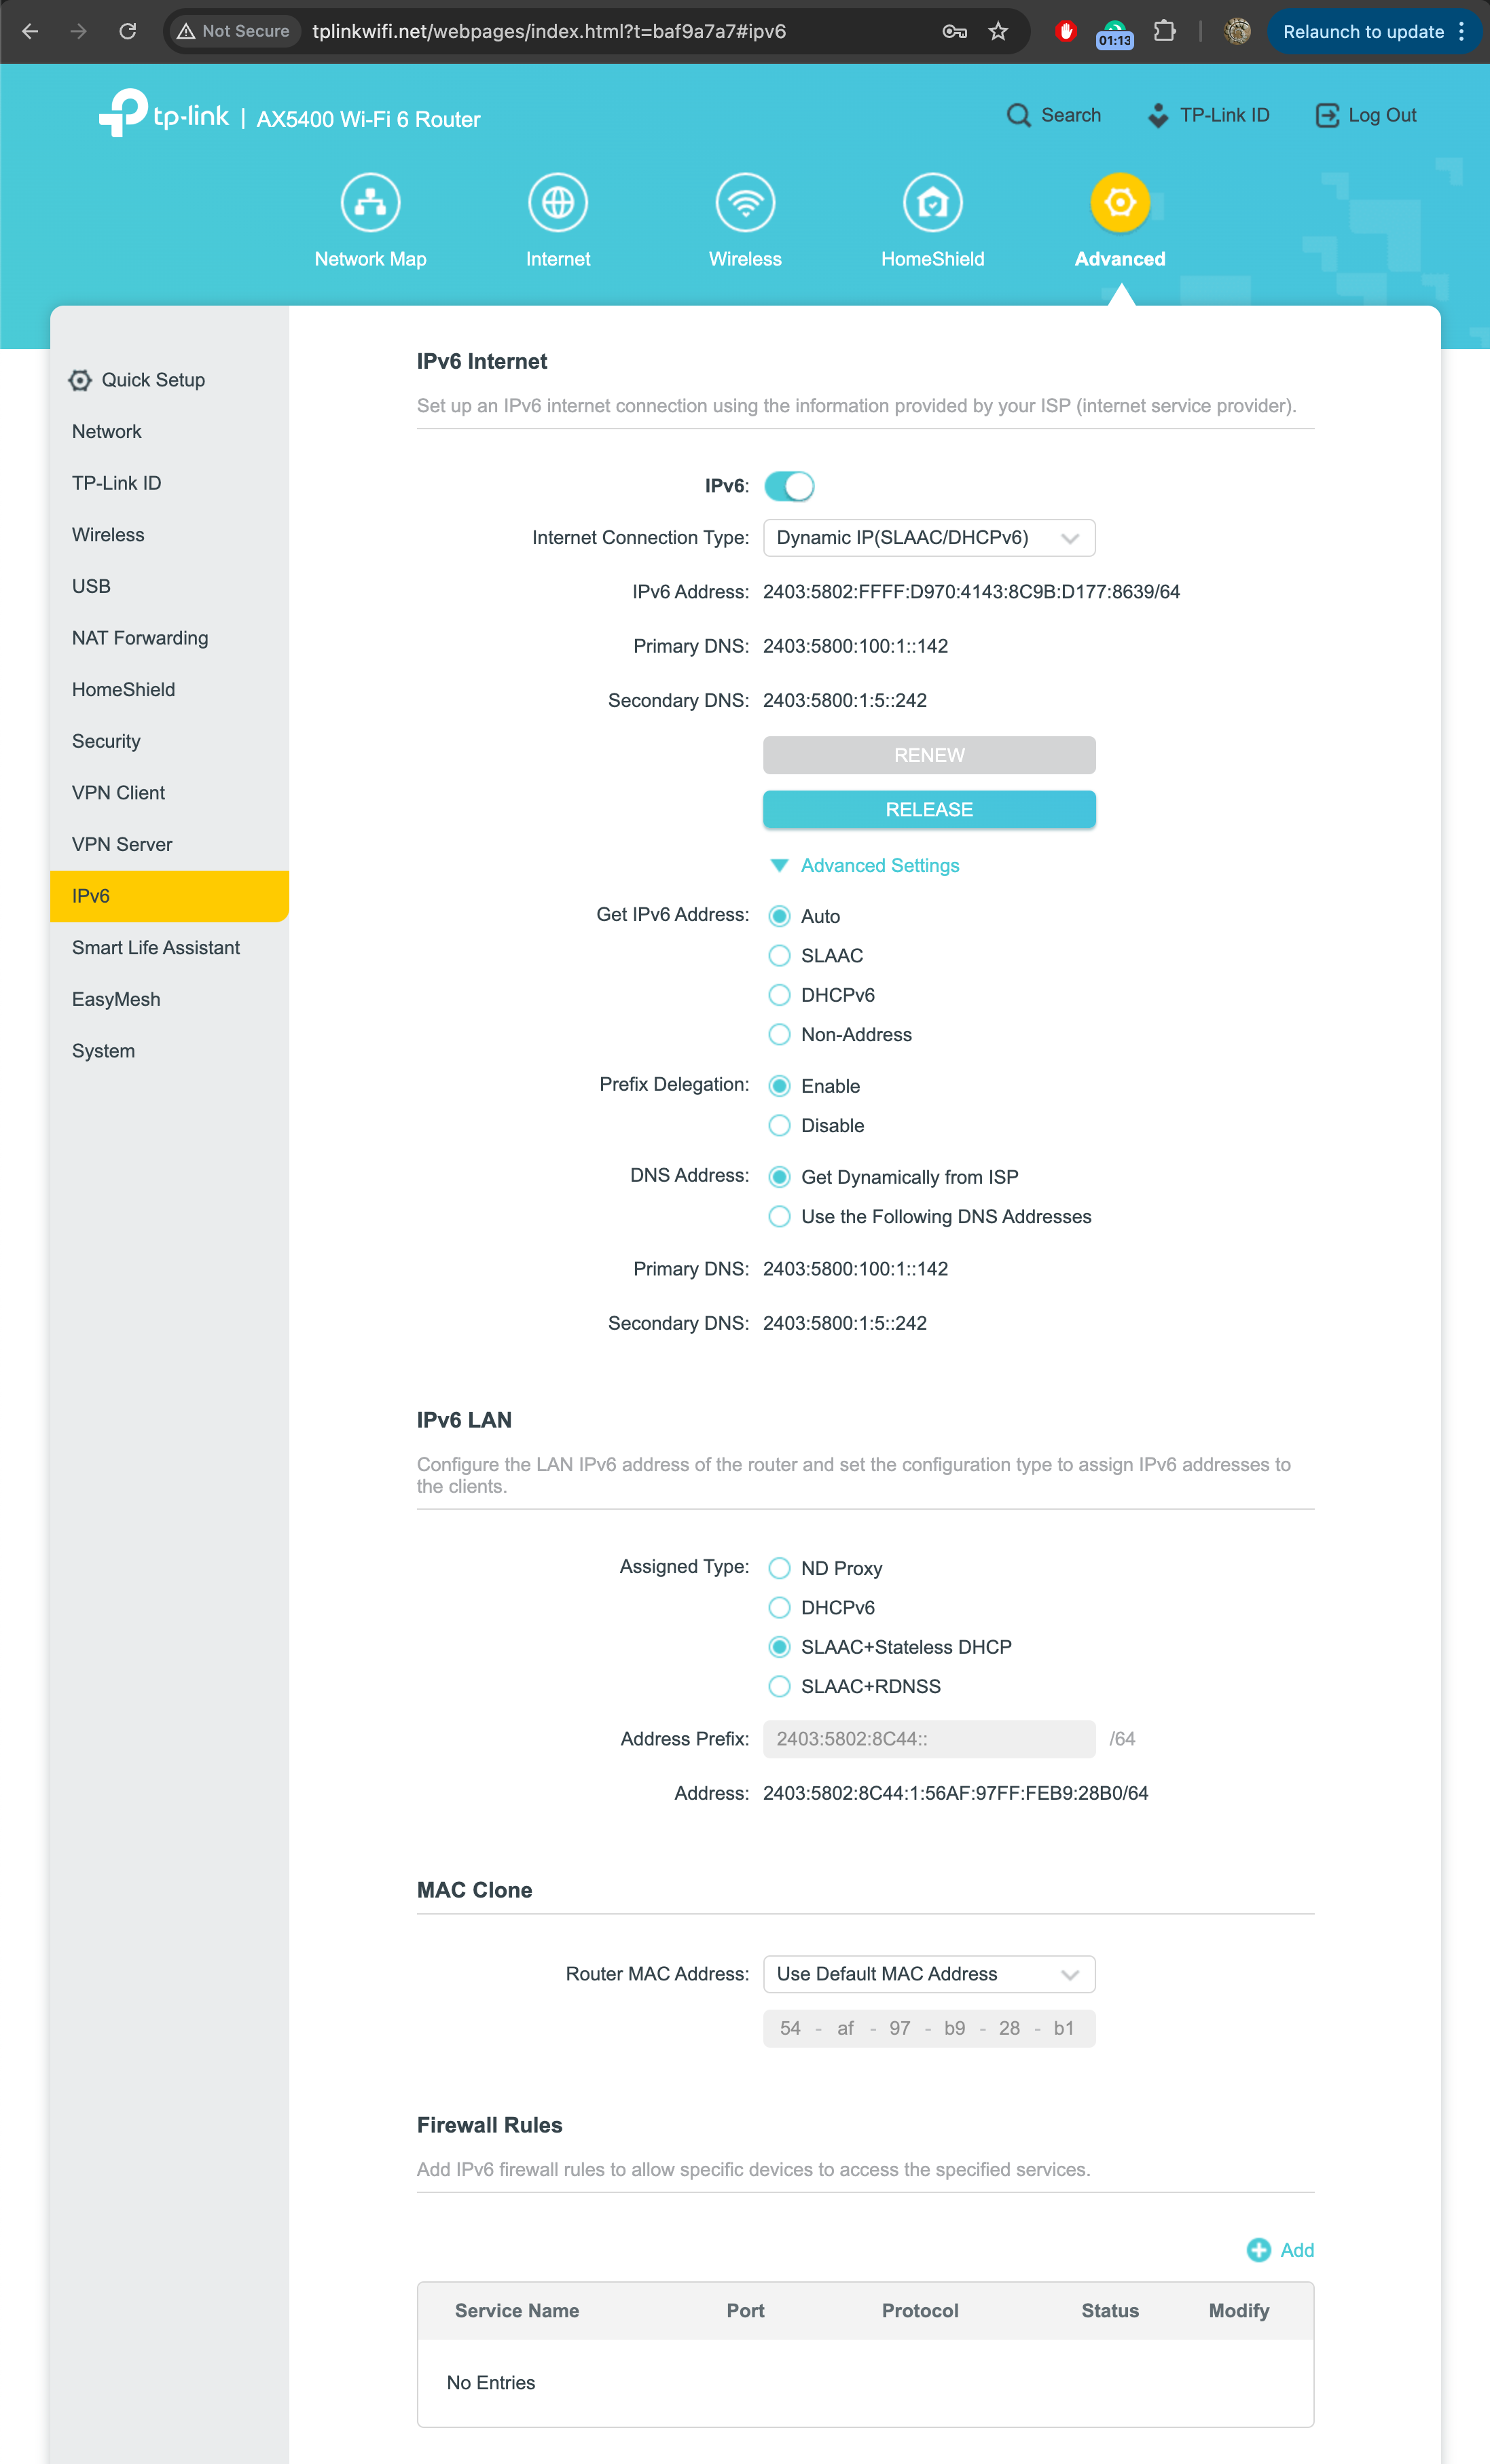 Not Secure tplinkwifi.net/webpages/index.html?t=baf9a7a7#ipv6 01:13 Relaunch to update
tp-link | AX5400 Wi-Fi 6 Router Search TP-Link ID Log Out
Network Map Internet Wireless HomeShield Advanced
Quick Setup
Network
TP-Link ID
Wireless
USB
NAT Forwarding
HomeShield
Security
VPN Client
VPN Server
IPv6
Smart Life Assistant
EasyMesh
System
IPv6 Internet
Set up an IPv6 internet connection using the information provided by your ISP (internet service provider).
IPv6:
Internet Connection Type: Dynamic IP(SLAAC/DHCPv6)
IPv6 Address: 2403:5802:FFFF:D970:4143:8C9B:D177:8639/64
Primary DNS: 2403:5800:100:1::142
Secondary DNS: 2403:5800:1:5::242
RENEW
RELEASE
Advanced Settings
Get IPv6 Address: Auto
SLAAC
DHCPv6
Non-Address
Prefix Delegation: Enable
Disable
DNS Address: Get Dynamically from ISP
Use the Following DNS Addresses
Primary DNS: 2403:5800:100:1::142
Secondary DNS: 2403:5800:1:5::242
IPv6 LAN
Configure the LAN IPv6 address of the router and set the configuration type to assign IPv6 addresses to
the clients.
Assigned Type: ND Proxy
DHCPv6
SLAAC+Stateless DHCP
SLAAC+RDNSS
Address Prefix: 2403:5802:8C44:: /64
Address: 2403:5802:8C44:1:56AF:97FF:FEB9:28B0/64
MAC Clone
Router MAC Address: Use Default MAC Address
54 - af - 97 - b9 - 28 - b1
Firewall Rules
Add IPv6 firewall rules to allow specific devices to access the specified services.
Add
Service Name Port Protocol Status Modify
No Entries